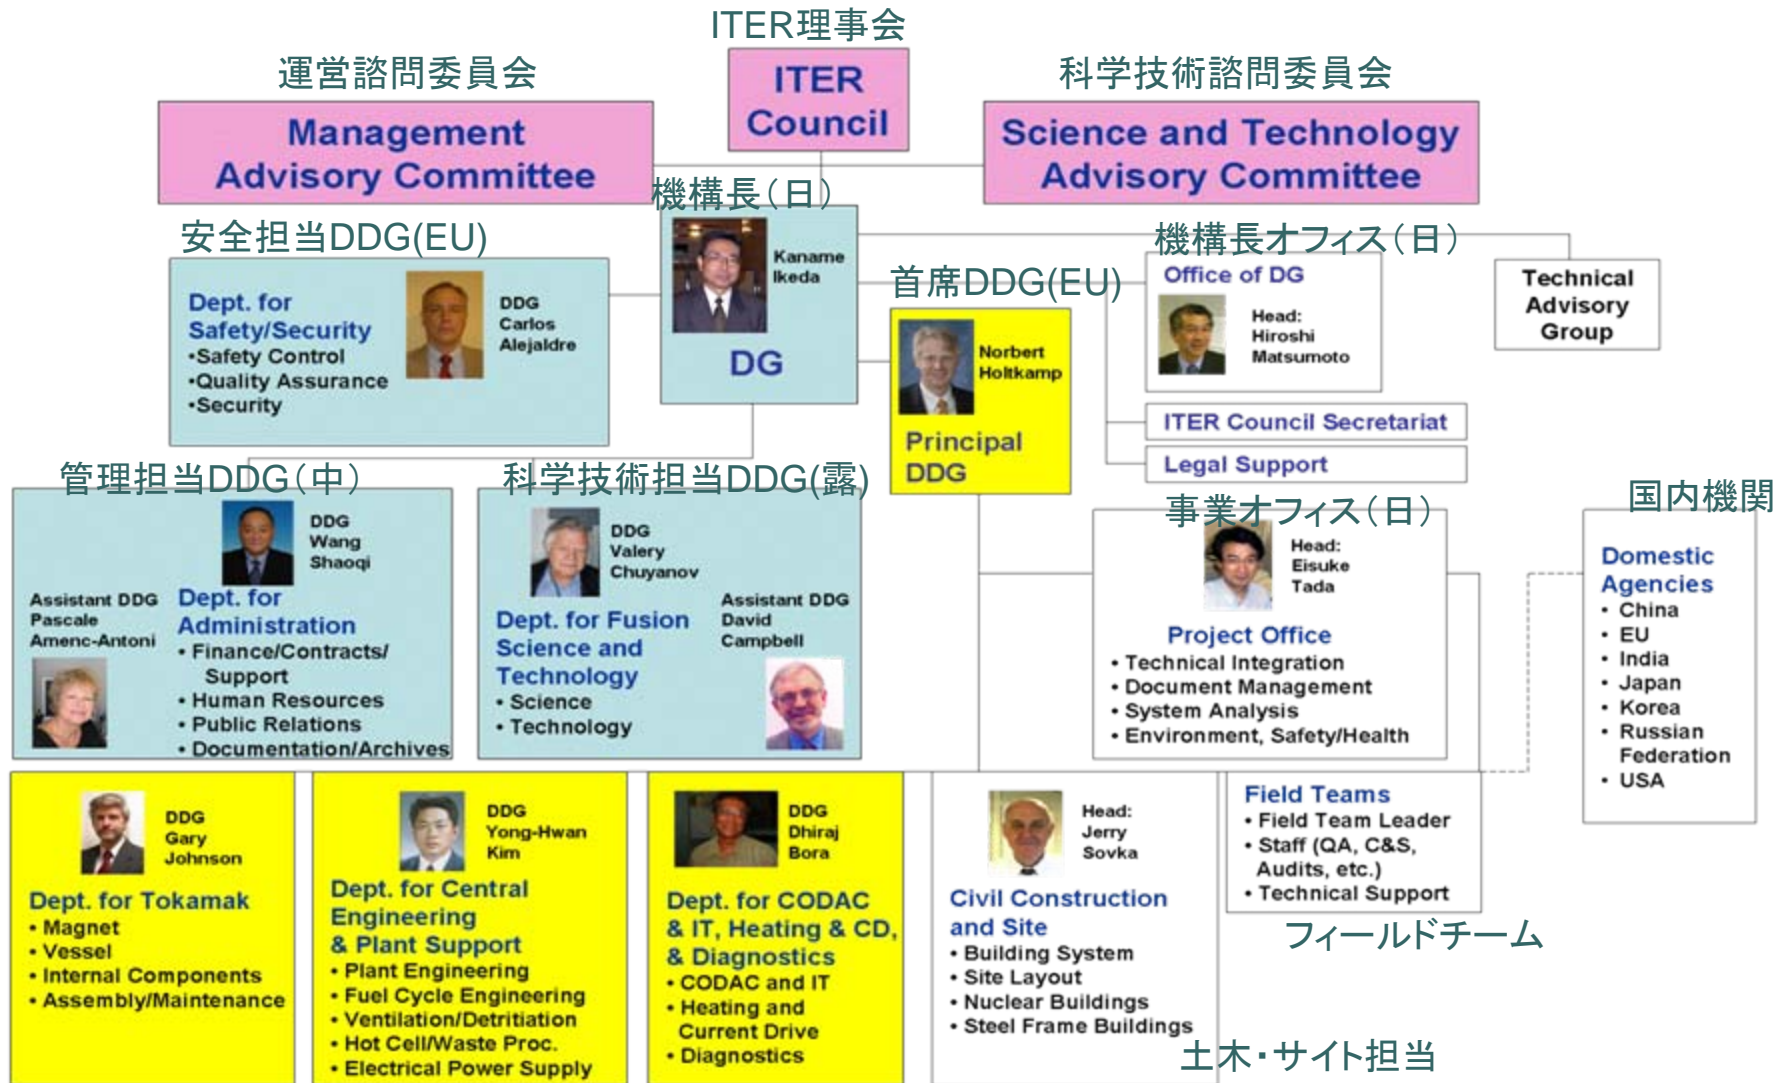 ITER理事会
ITER
Council
運営諮問委員会
Management
Advisory Committee
科学技術諮問委員会
Science and Technology
Advisory Committee
機構長（日）
Kaname
Ikeda
DG
安全担当DDG(EU)
Dept. for
Safety/Security
•Safety Control
•Quality Assurance
•Security
DDG
Carlos
Alejaldre
首席DDG(EU)
Norbert
Holtkamp
Principal
DDG
機構長オフィス（日）
Office of DG
Head:
Hiroshi
Matsumoto
ITER Council Secretariat
Legal Support
Technical
Advisory
Group
管理担当DDG（中）
DDG
Wang
Shaoqi
Assistant DDG
Pascale
Amenc-Antoni
Dept. for
Administration
• Finance/Contracts/
Support
• Human Resources
• Public Relations
• Documentation/Archives
科学技術担当DDG(露)
DDG
Valery
Chuyanov
Dept. for Fusion
Science and
Technology
• Science
• Technology
Assistant DDG
David
Campbell
事業オフィス（日）
Head:
Eisuke
Tada
Project Office
• Technical Integration
• Document Management
• System Analysis
• Environment, Safety/Health
国内機関
Domestic
Agencies
• China
• EU
• India
• Japan
• Korea
• Russian
Federation
• USA
DDG
Gary
Johnson
Dept. for Tokamak
• Magnet
• Vessel
• Internal Components
• Assembly/Maintenance
DDG
Yong-Hwan
Kim
Dept. for Central
Engineering
& Plant Support
• Plant Engineering
• Fuel Cycle Engineering
• Ventilation/Detritiation
• Hot Cell/Waste Proc.
• Electrical Power Supply
DDG
Dhiraj
Bora
Dept. for CODAC
& IT, Heating & CD,
& Diagnostics
• CODAC and IT
• Heating and
Current Drive
• Diagnostics
Head:
Jerry
Sovka
Civil Construction
and Site
• Building System
• Site Layout
• Nuclear Buildings
• Steel Frame Buildings
土木・サイト担当
Field Teams
• Field Team Leader
• Staff (QA, C&S,
Audits, etc.)
• Technical Support
フィールドチーム